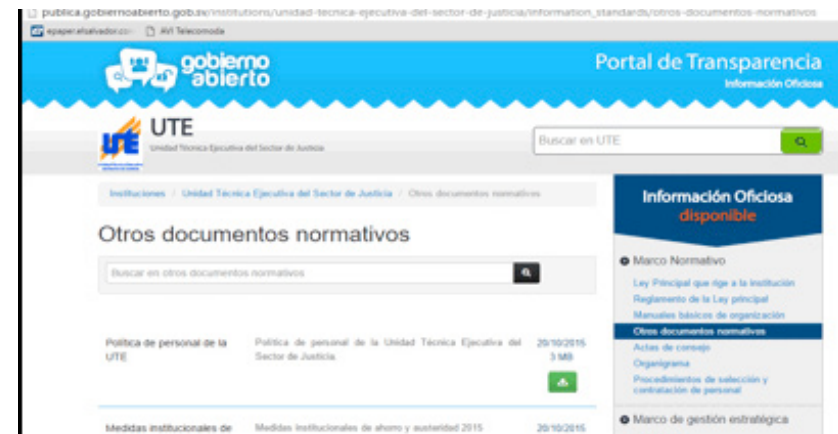 publica.gobiernoabierto.gob.sv/institutions/unidad-tecnica-ejecutiva-del-sector-de-justicia/information_standards/otros-documentos-normativos
epaper.elsalvador.com
AVI Telecomoda
gobierno
abierto
Portal de Transparencia
Información Oficiosa
UTE
UTE
Unidad Técnica Ejecutiva del Sector de Justicia
Buscar en UTE
Instituciones / Unidad Técnica Ejecutiva del Sector de Justicia / Otros documentos normativos
Información Oficiosa
disponible
Otros documentos normativos
Buscar en otros documentos normativos
Marco Normativo
Ley Principal que rige a la institución
Reglamento de la Ley principal
Manuales básicos de organización
Otros documentos normativos
Actas de consejo
Organigrama
Procedimientos de selección y
contratación de personal
Marco de gestión estratégica
Política de personal de la
UTE
Política de personal de la Unidad Técnica Ejecutiva del
Sector de Justicia.
20/10/2015
3 MB
Medidas institucionales de
Medidas institucionales de ahorro y austeridad 2015
20/10/2015